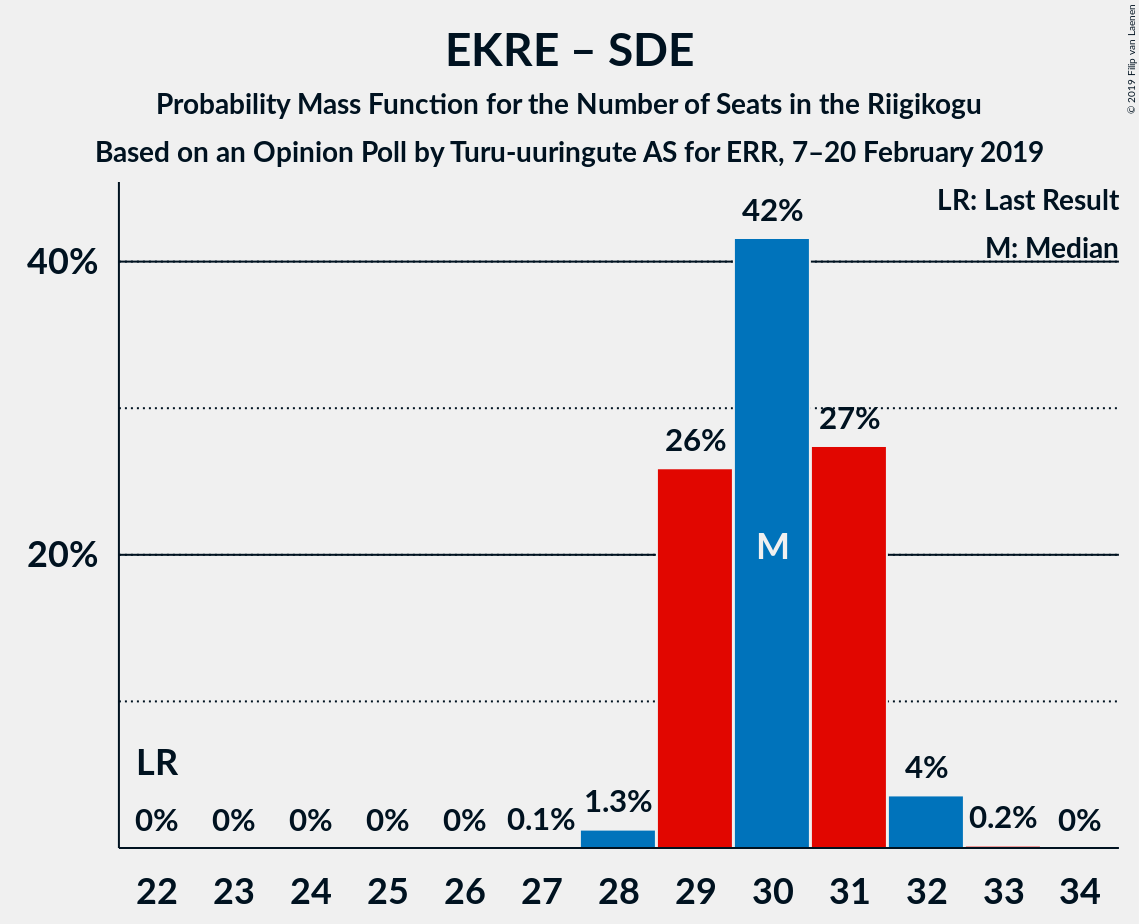 EKRE – SDE
Probability Mass Function for the Number of Seats in the Riigikogu
Based on an Opinion Poll by Turu-uuringute AS for ERR, 7–20 February 2019
© 2019 Filip van Laenen
LR: Last Result
M: Median
40%
20%
42%
27%
26%
M
LR
4%
1.3%
0% 0% 0% 0% 0% 0.1% 0.2% 0%
22 23 24 25 26 27 28 29 30 31 32 33 34